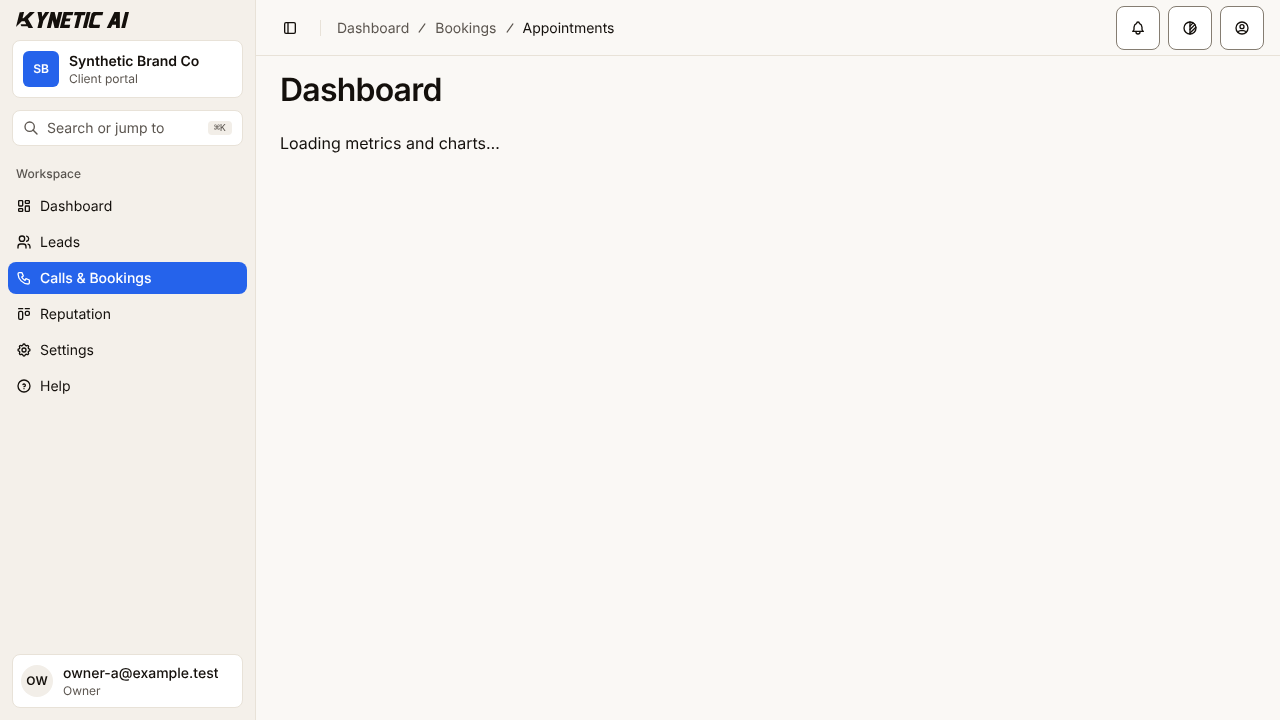 KYNETIC AI
SB
Synthetic Brand Co
Client portal
Search or jump to
⌘K
Workspace
Dashboard
Leads
Calls & Bookings
Reputation
Settings
Help
OW
owner-a@example.test
Owner
Dashboard / Bookings / Appointments
Dashboard
Loading metrics and charts…